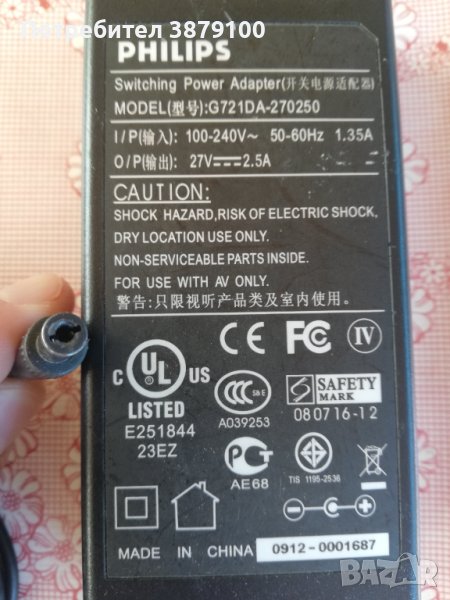 Потребител 3879100
PHILIPS
Switching Power Adapter(开关电源适配器)
MODEL(型号):G721DA-270250
I/P(输入): 100-240V~ 50-60Hz 1.35A
O/P(输出): 27V⎓2.5A
CAUTION:
SHOCK HAZARD,RISK OF ELECTRIC SHOCK,
DRY LOCATION USE ONLY.
NON-SERVICEABLE PARTS INSIDE.
FOR USE WITH AV ONLY.
警告:只限视听产品类及室内使用。
CE FC IV
C UL US
LISTED
E251844
23EZ
CCC S&E
A039253
S SAFETY
MARK
080716-12
PCT
AE68
TIS 1195-2536
MADE IN CHINA 0912-0001687
BAZAR